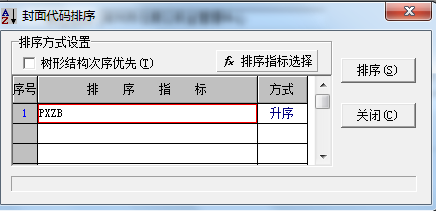 封面代码排序
排序方式设置
树形结构次序优先(T)
fx 排序指标选择
排序(S)
序号 排 序 指 标 方式
1 PXZB 升序
关闭(C)